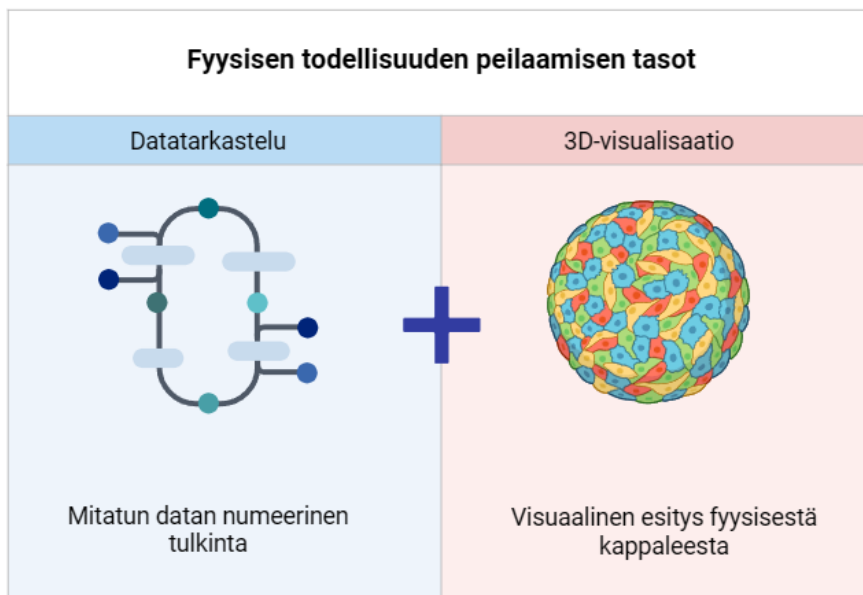 Fyysisen todellisuuden peilaamisen tasot
Datatarkastelu
3D-visualisaatio
Mitatun datan numeerinen
tulkinta
Visuaalinen esitys fyysisestä
kappaleesta